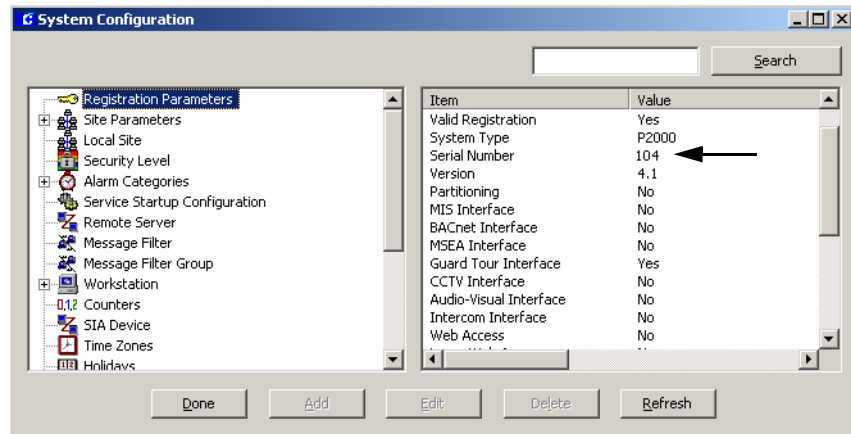 System Configuration
Search
Registration Parameters
Site Parameters
Local Site
Security Level
Alarm Categories
Service Startup Configuration
Remote Server
Message Filter
Message Filter Group
Workstation
0,1,2 Counters
SIA Device
Time Zones
Holidays
Item Value
Valid Registration Yes
System Type P2000
Serial Number 104
Version 4.1
Partitioning No
MIS Interface No
BACnet Interface No
MSEA Interface No
Guard Tour Interface Yes
CCTV Interface No
Audio-Visual Interface No
Intercom Interface No
Web Access No
Done Add Edit Delete Refresh